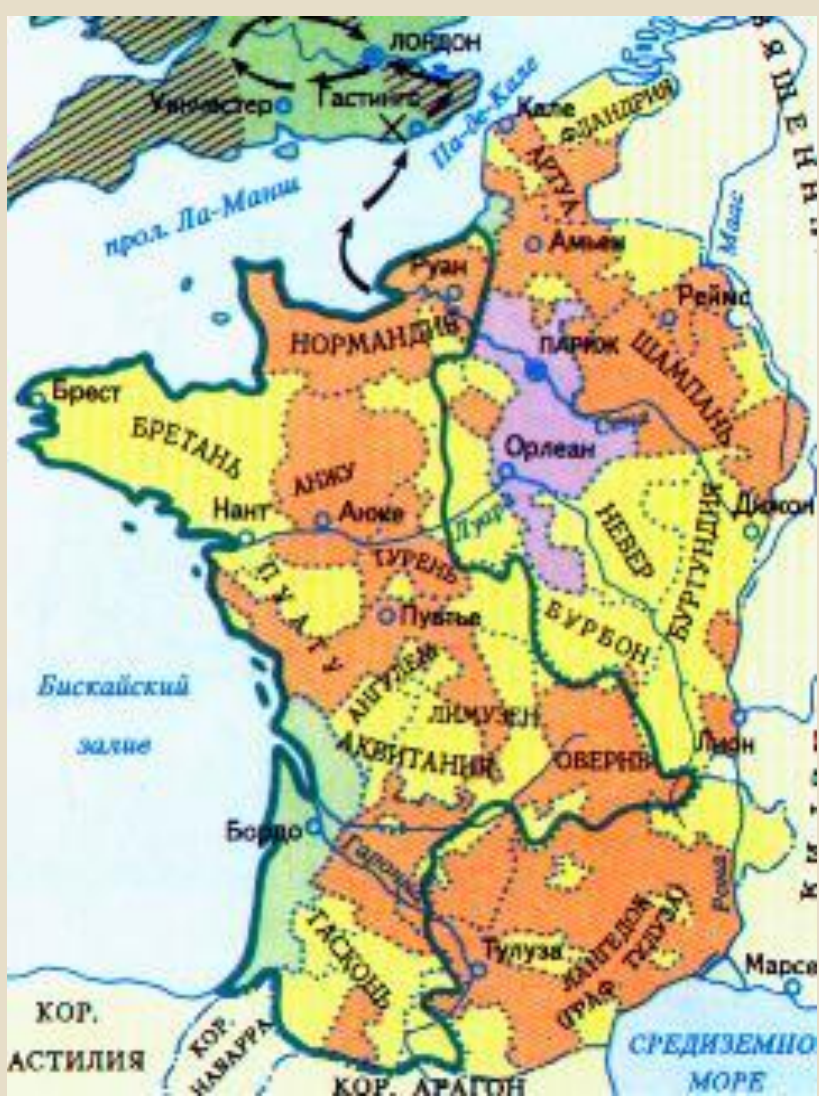 ЛОНДОН
Уинчестер
Гастингс
Па-де-Кале
Кале
ЛАНДРИЯ
АРТУА
прол. Ла-Манш
Амьен
Маас
Руан
Реймс
НОРМАНДИЯ
ПАРИЖ
ШАМПАНЬ
Брест
Сена
БРЕТАНЬ
Орлеан
АНЖУ
Нант
Анже
Луара
НЕВЕР
Дижон
БУРГУНДИЯ
ТУРЕНЬ
ПУАТУ
Пуатье
БУРБОН
Бискайский
залив
АНГУЛЕМ
ЛИМУЗЕН
АКВИТАНИЯ
ОВЕРНЬ
Лион
Бордо
Гаронна
Рона
ГАСКОНЬ
Тулуза
ЛАНГЕДОК
(ГРАФ. ТУЛУЗА)
Марсе
КОР.
АСТИЛИЯ
КОР.
НАВАРРА
КОР. АРАГОН
СРЕДИЗЕМНО
МОРЕ